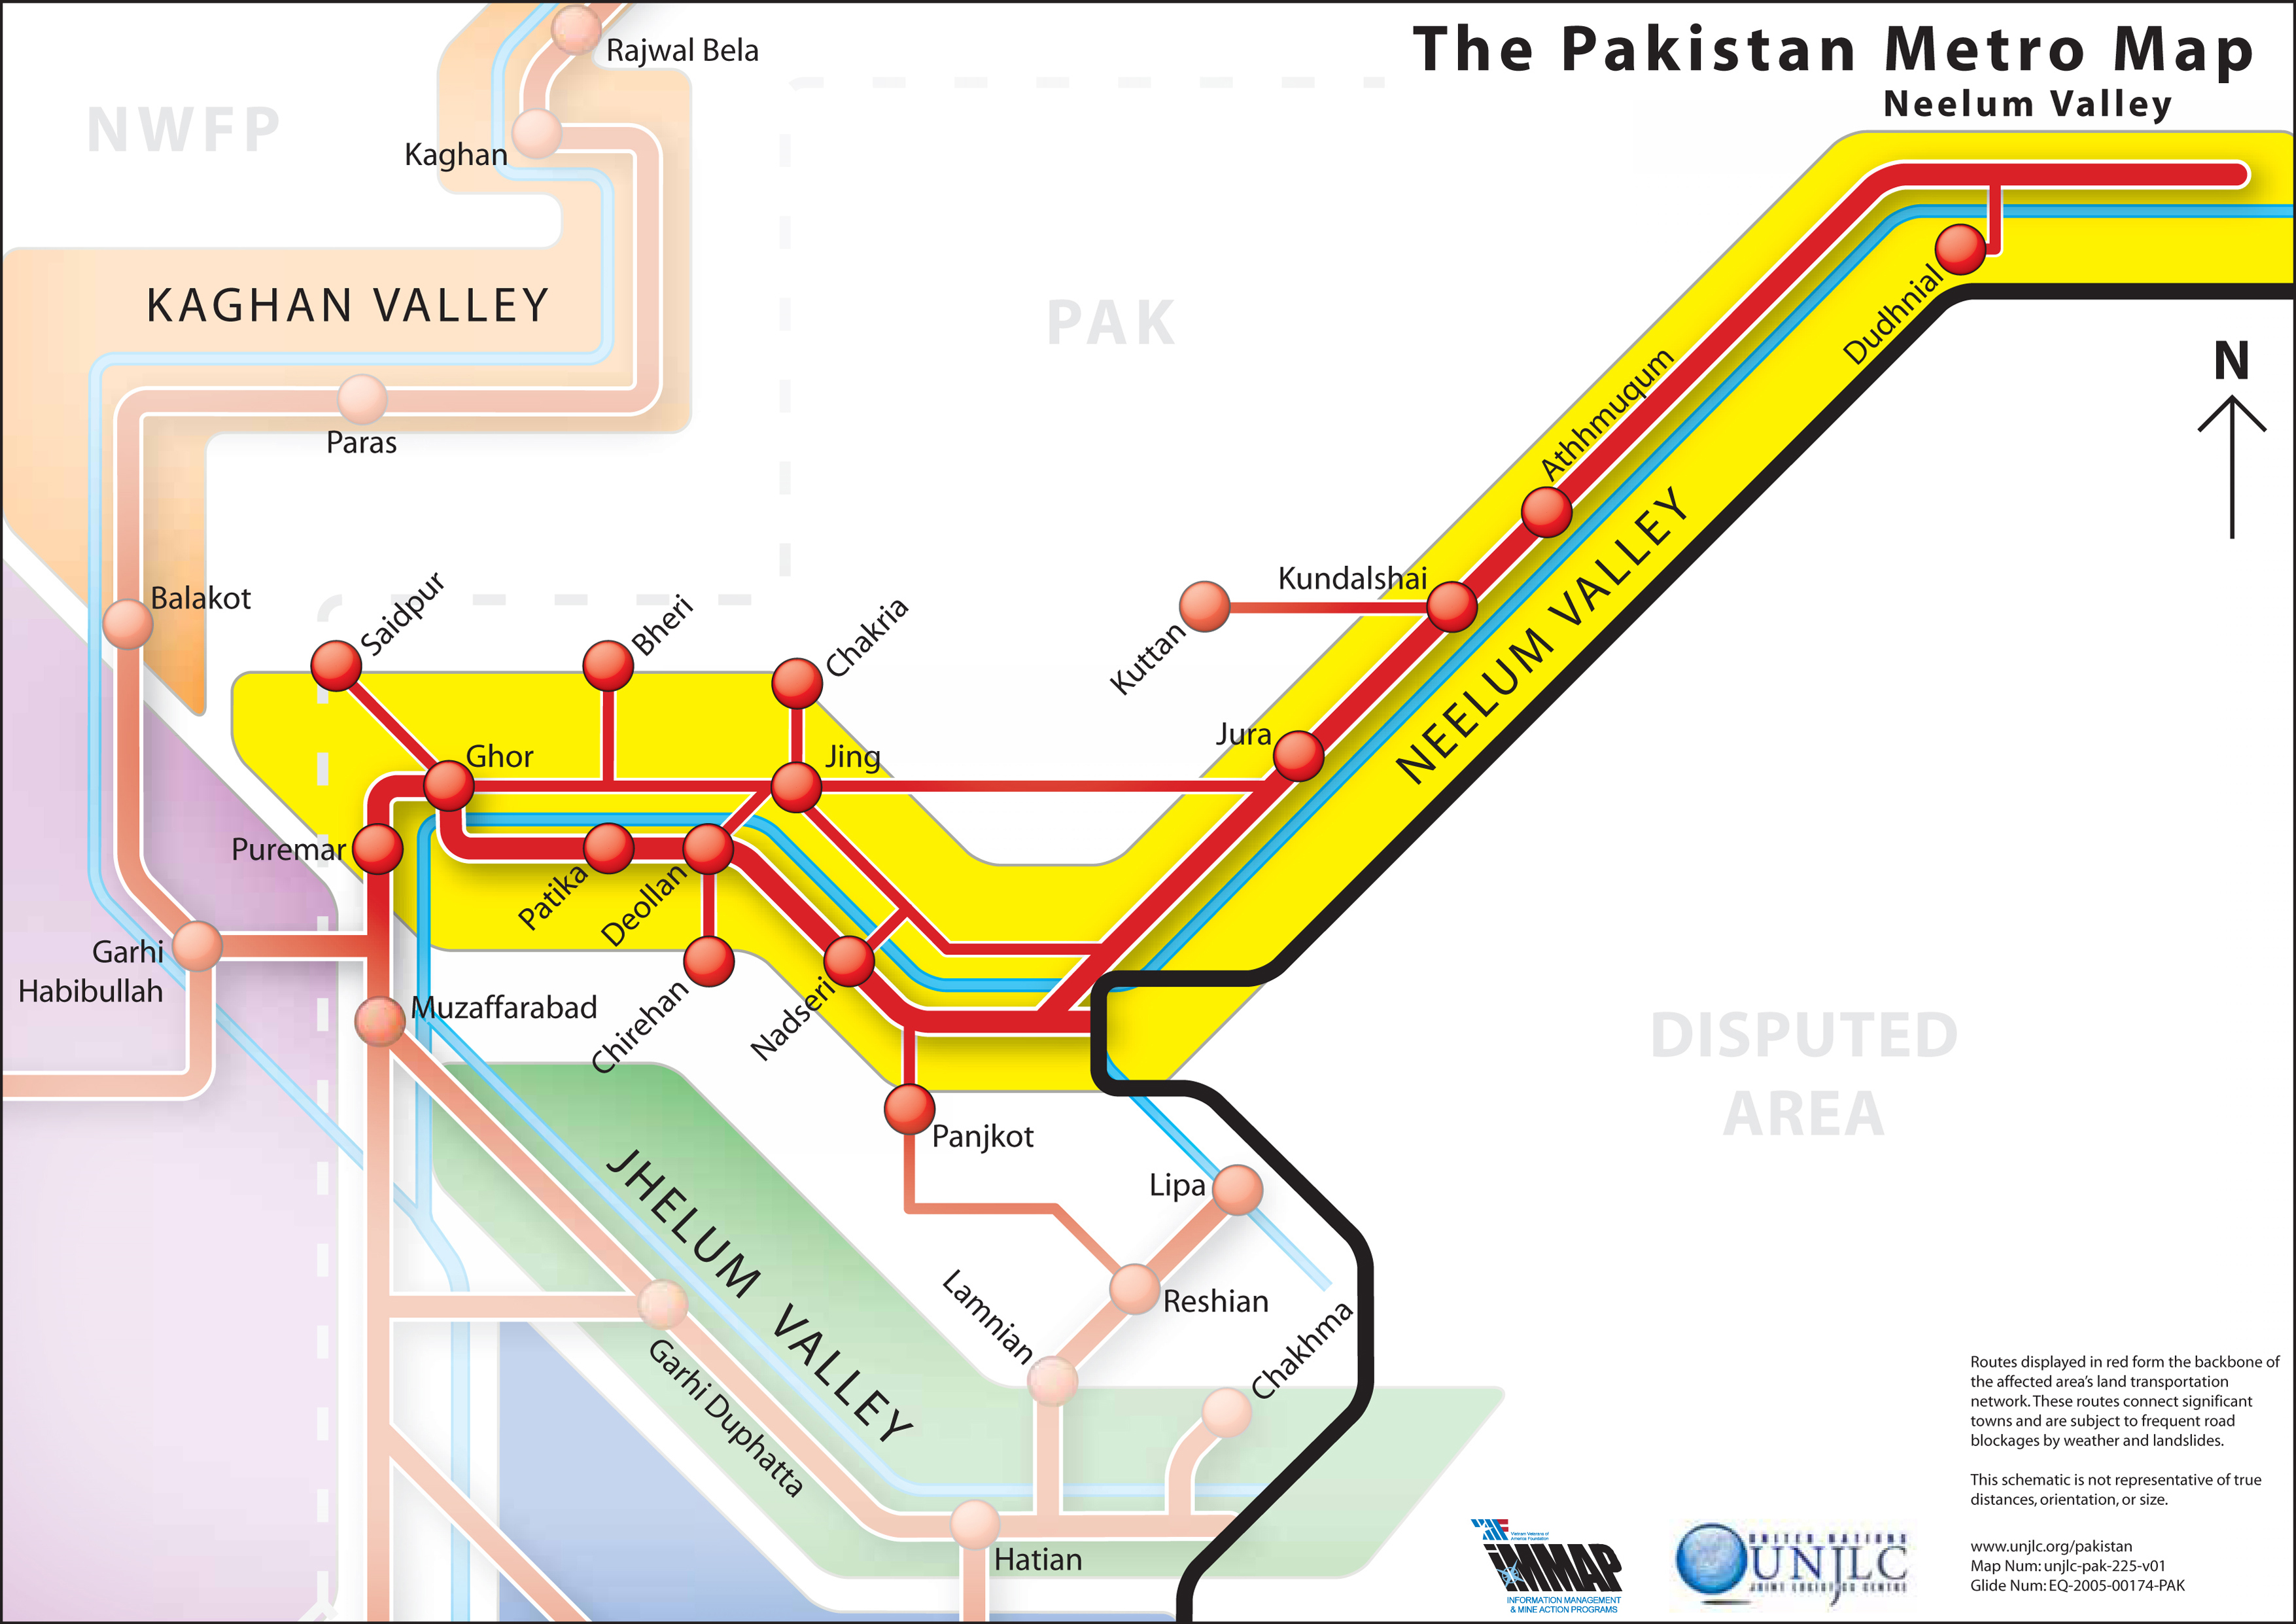 The Pakistan Metro Map
Neelum Valley
Rajwal Bela
NWFP
Kaghan
KAGHAN VALLEY
PAK
N
Dudhnial
Paras
Athhmuqum
NEELUM VALLEY
Balakot
Saidpur
Bheri
Chakria
Kundalshai
Kuttan
Ghor
Jing
Jura
Puremar
Patika
Deollan
Garhi
Habibullah
Muzaffarabad
Chirehan
Nadseri
DISPUTED
AREA
Panjkot
JHELUM VALLEY
Lipa
Lamnian
Reshian
Chakhma
Garhi Duphatta
Hatian
Routes displayed in red form the backbone of
the affected area's land transportation
network. These routes connect significant
towns and are subject to frequent road
blockages by weather and landslides.
This schematic is not representative of true
distances, orientation, or size.
www.unjlc.org/pakistan
Map Num: unjlc-pak-225-v01
Glide Num: EQ-2005-00174-PAK
Vietnam Veterans of
America Foundation
iMMAP
INFORMATION MANAGEMENT
& MINE ACTION PROGRAMS
UNITED NATIONS
UNJLC
JOINT LOGISTICS CENTRE